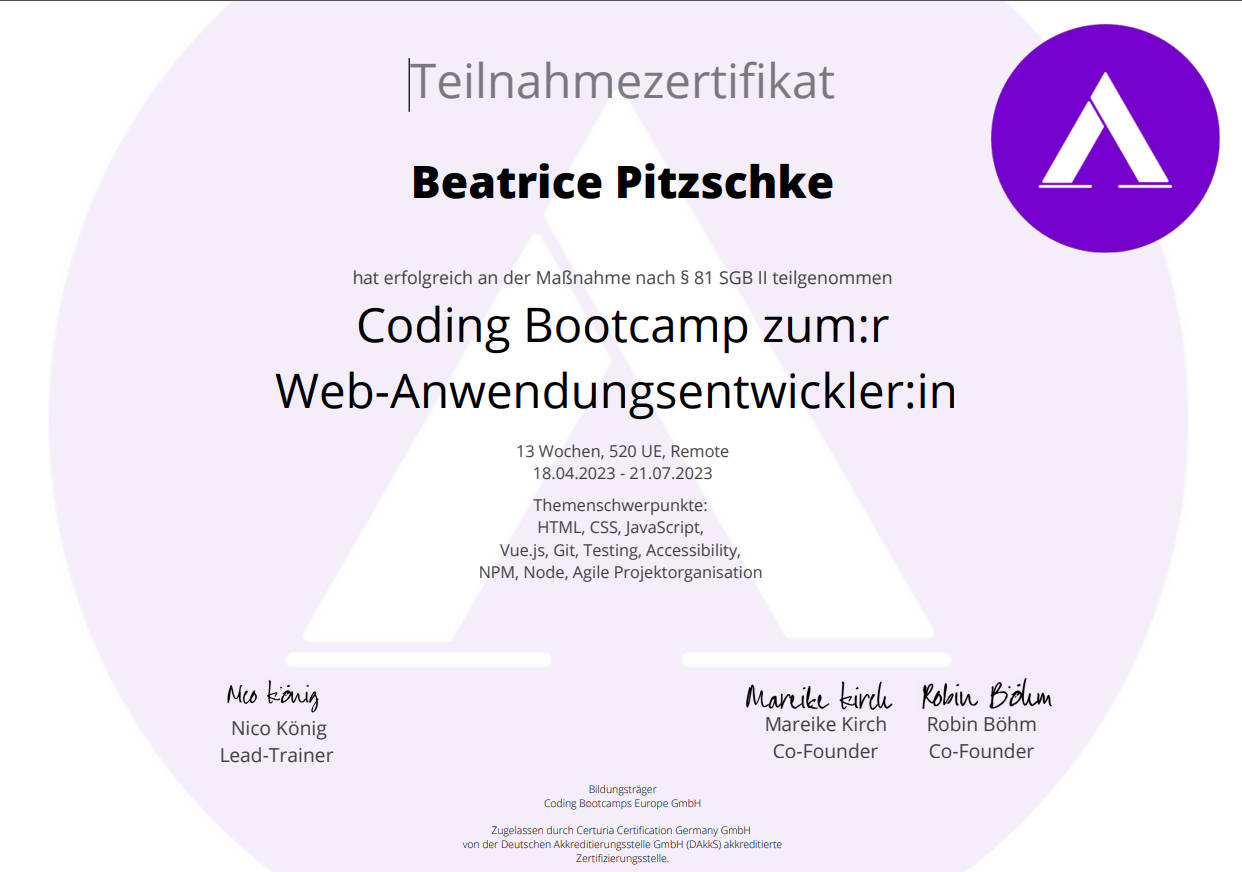 Teilnahmezertifikat
Beatrice Pitzschke
hat erfolgreich an der Maßnahme nach § 81 SGB II teilgenommen
Coding Bootcamp zum:r
Web-Anwendungsentwickler:in
13 Wochen, 520 UE, Remote
18.04.2023 - 21.07.2023
Themenschwerpunkte:
HTML, CSS, JavaScript,
Vue.js, Git, Testing, Accessibility,
NPM, Node, Agile Projektorganisation
Nico König
Nico König
Lead-Trainer
Mareike Kirch
Mareike Kirch
Co-Founder
Robin Böhm
Robin Böhm
Co-Founder
Bildungsträger
Coding Bootcamps Europe GmbH
Zugelassen durch Certuria Certification Germany GmbH
von der Deutschen Akkreditierungsstelle GmbH (DAkkS) akkreditierte
Zertifizierungsstelle.